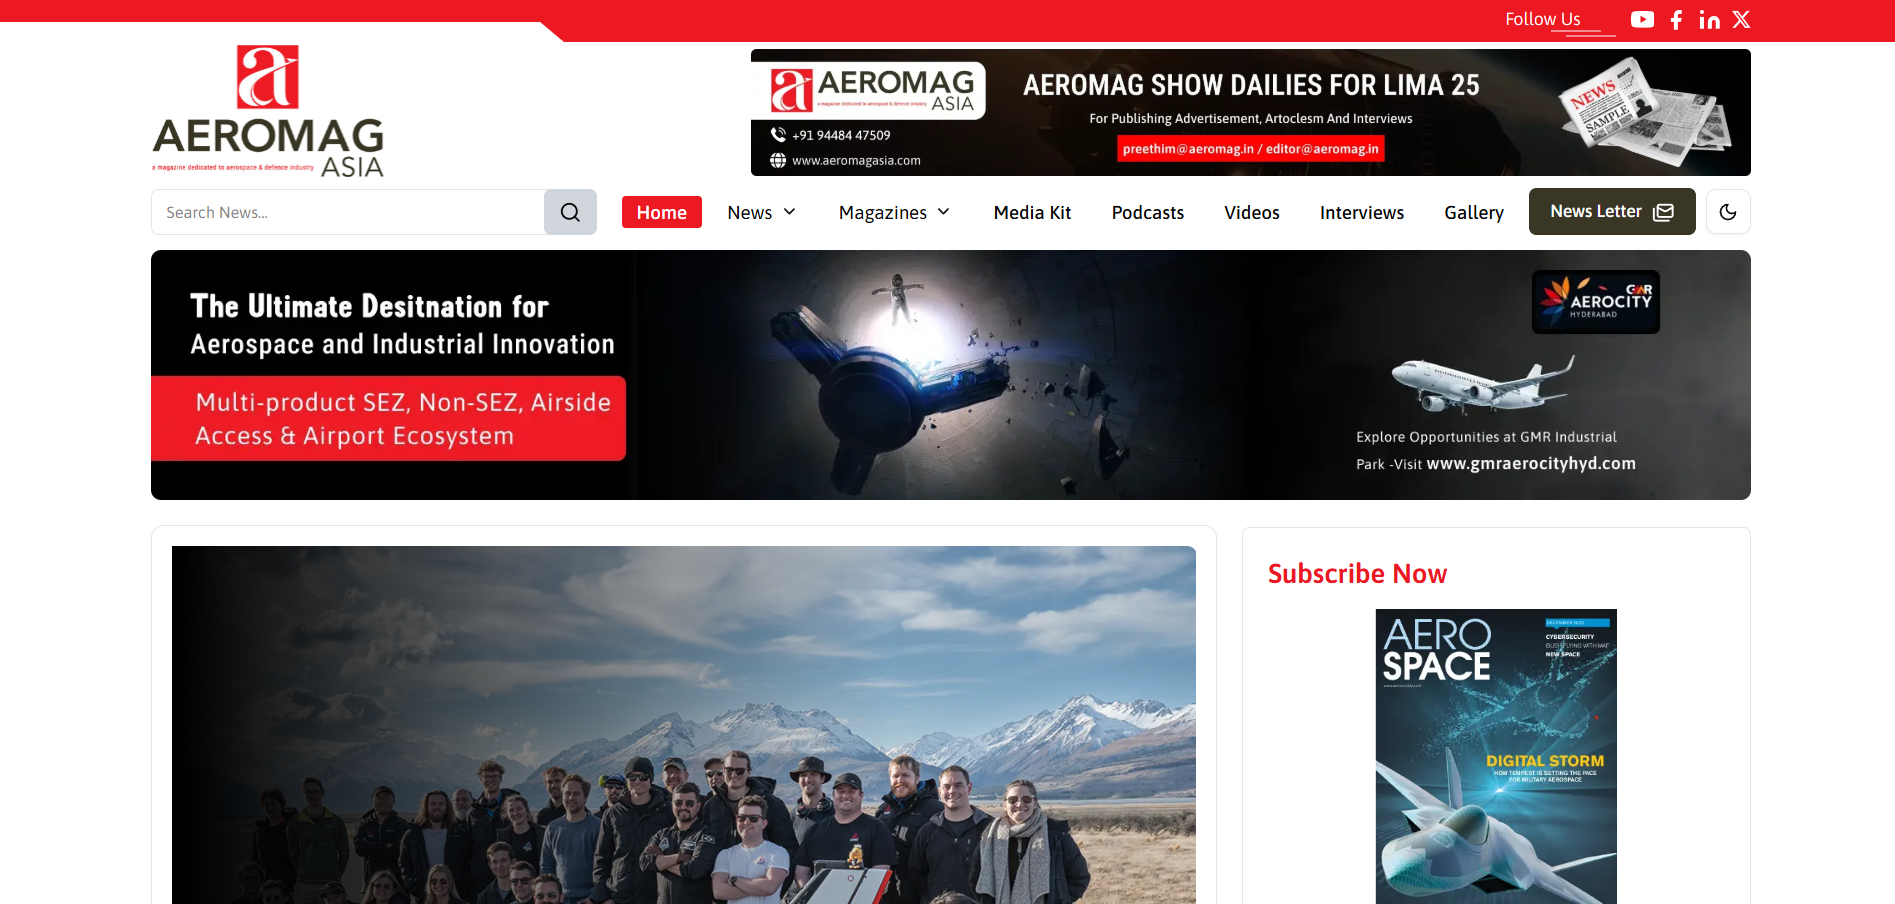 Follow Us
a
AEROMAG
ASIA
a magazine dedicated to aerospace & defence industry
a AEROMAG
a magazine dedicated to aerospace & defence industry
ASIA
+91 94484 47509
www.aeromagasia.com
AEROMAG SHOW DAILIES FOR LIMA 25
For Publishing Advertisement, Artoclesm And Interviews
preethim@aeromag.in / editor@aeromag.in
NEWS
SAMPLE
Search News...
Home
News
Magazines
Media Kit
Podcasts
Videos
Interviews
Gallery
News Letter
The Ultimate Desitnation for
Aerospace and Industrial Innovation
Multi-product SEZ, Non-SEZ, Airside
Access & Airport Ecosystem
GMR
AEROCITY
HYDERABAD
Explore Opportunities at GMR Industrial
Park -Visit www.gmraerocityhyd.com
Subscribe Now
AERO
SPACE
CYBERSECURITY
BUSH FLYING WITH MAF
NEW SPACE
DIGITAL STORM
HOW TEMPEST IS SETTING THE PACE
FOR MILITARY AEROSPACE